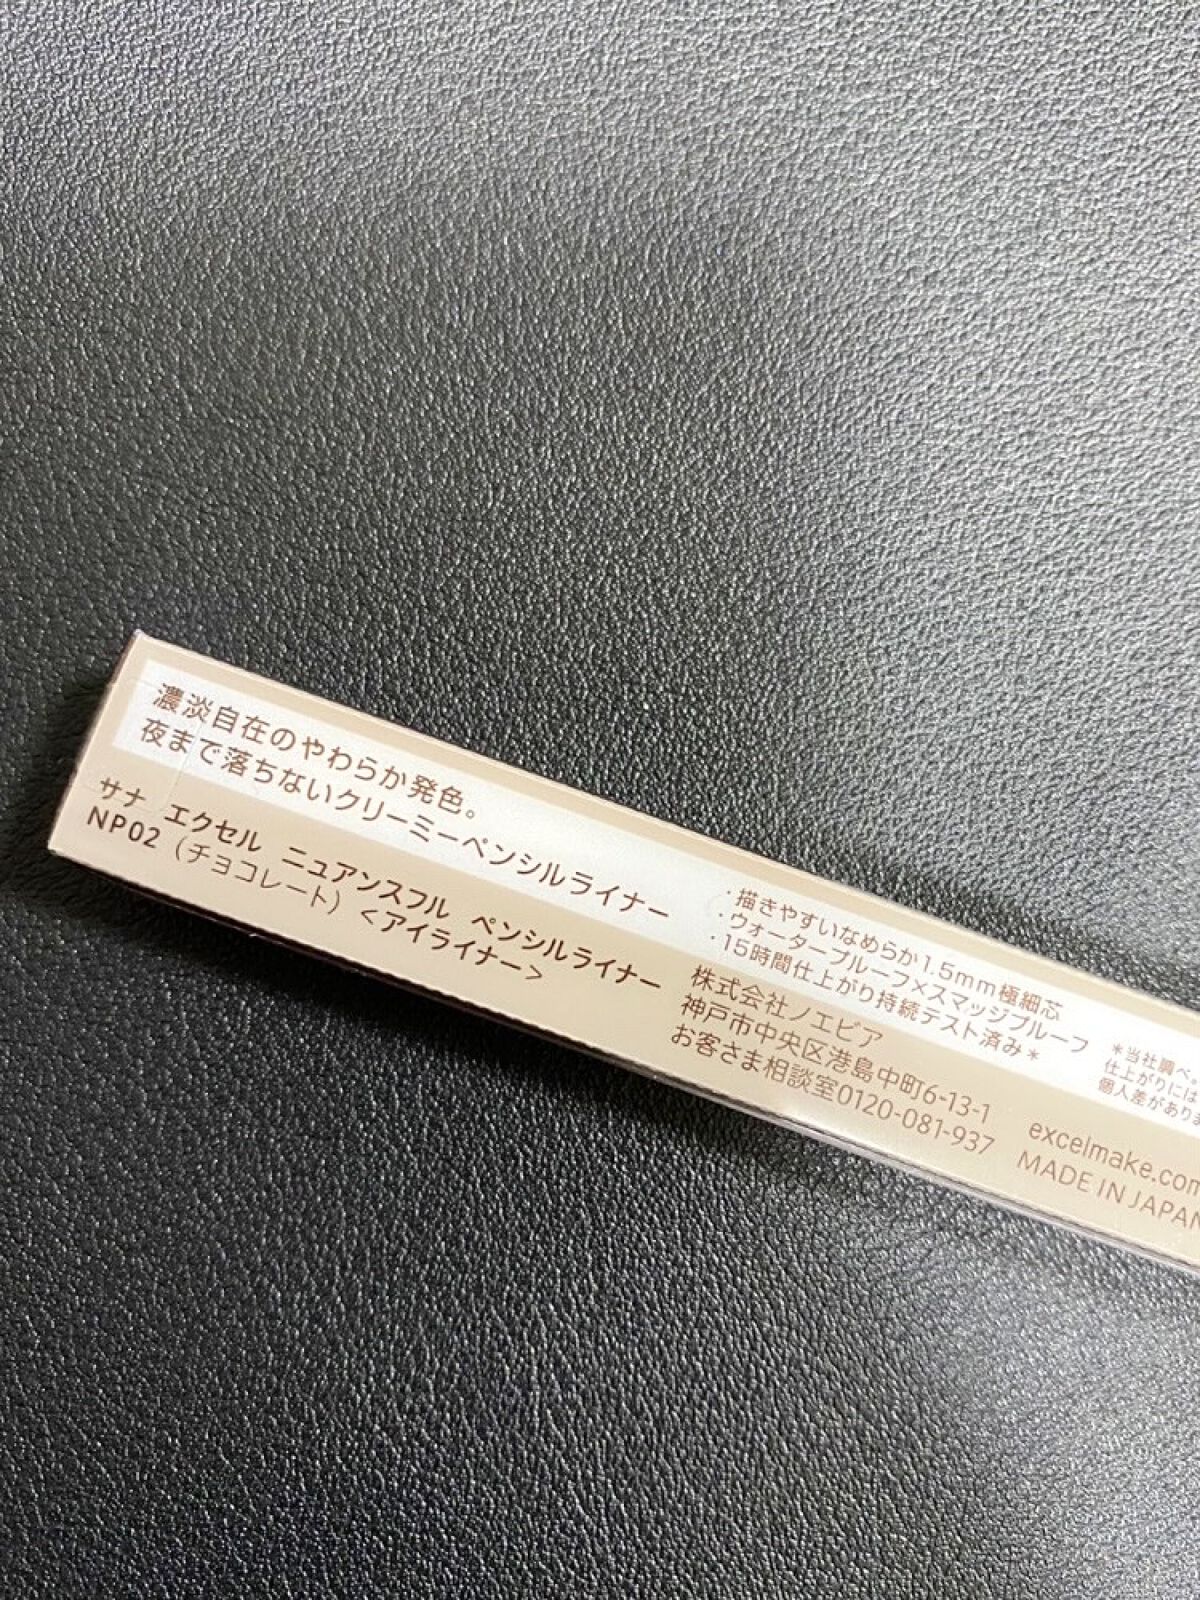 濃淡自在のやわらか発色。
夜まで落ちないクリーミーペンシルライナー
サナ エクセル ニュアンスフル ペンシルライナー
NP02（チョコレート）<アイライナー>
・描きやすいなめらか1.5mm極細芯
・ウォータープルーフ×スマッジプルーフ
・15時間仕上がり持続テスト済み*
*当社調べ
仕上がりには
個人差があり
株式会社ノエビア
神戸市中央区港島中町6-13-1
お客さま相談室0120-081-937
excelmake.com
MADE IN JAPAN